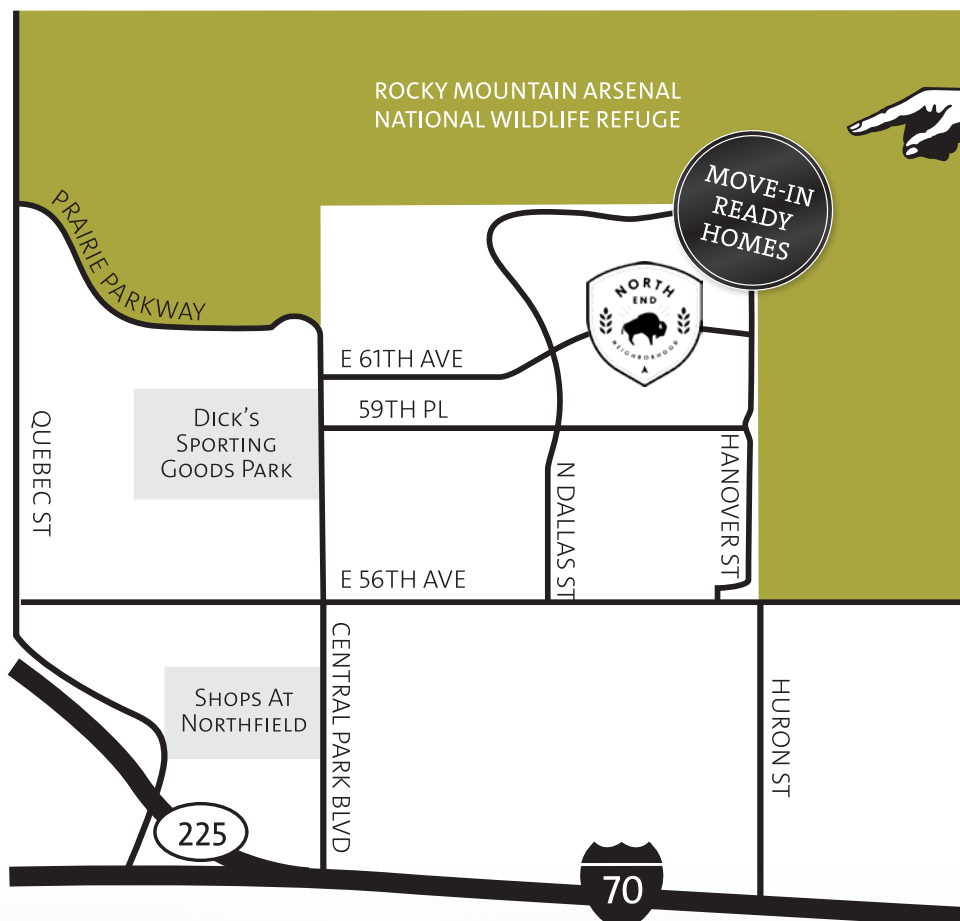 ROCKY MOUNTAIN ARSENAL
NATIONAL WILDLIFE REFUGE
MOVE-IN
READY
HOMES
PRAIRIE PARKWAY
NORTH
END
NEIGHBORHOOD
E 61TH AVE
59TH PL
DICK'S
SPORTING
GOODS PARK
QUEBEC ST
N DALLAS ST
HANOVER ST
E 56TH AVE
CENTRAL PARK BLVD
SHOPS AT
NORTHFIELD
HURON ST
225
70